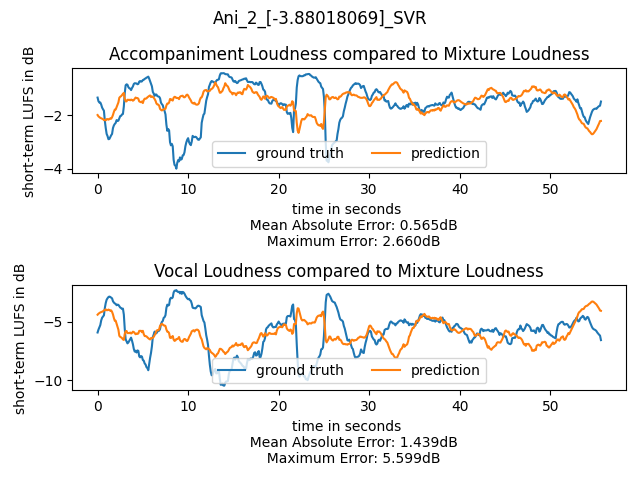 Ani_2_[-3.88018069]_SVR
Accompaniment Loudness compared to Mixture Loudness
short-term LUFS in dB
−2
−4
0 10 20 30 40 50
ground truth prediction
time in seconds
Mean Absolute Error: 0.565dB
Maximum Error: 2.660dB
Vocal Loudness compared to Mixture Loudness
short-term LUFS in dB
−5
−10
0 10 20 30 40 50
ground truth prediction
time in seconds
Mean Absolute Error: 1.439dB
Maximum Error: 5.599dB